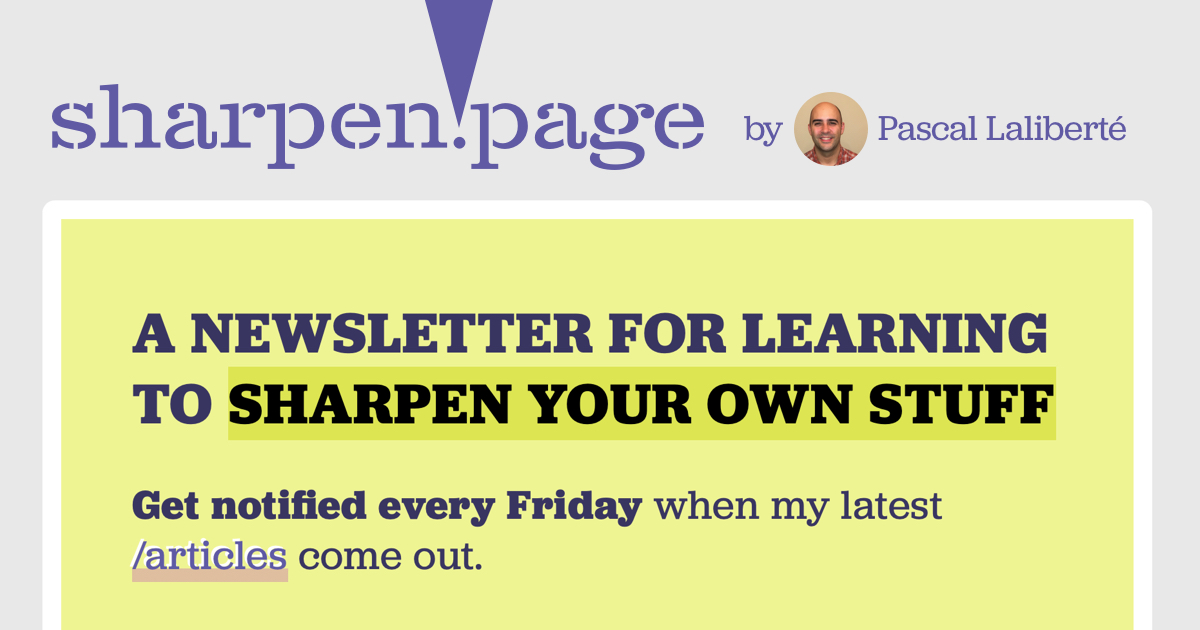 sharpen.page by Pascal Laliberté
A NEWSLETTER FOR LEARNING
TO SHARPEN YOUR OWN STUFF
Get notified every Friday when my latest
/articles come out.